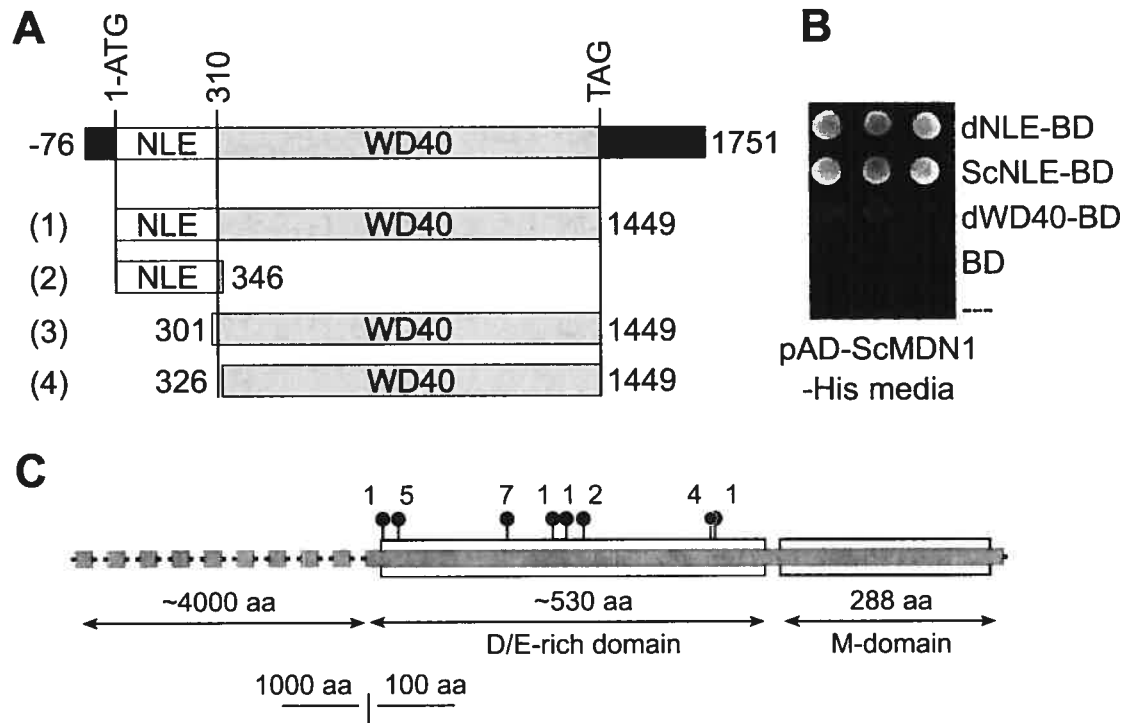 A
1-ATG
310
TAG
-76 NLE WD40 1751
(1) NLE WD40 1449
(2) NLE 346
(3) 301 WD40 1449
(4) 326 WD40 1449
B
dNLE-BD
ScNLE-BD
dWD40-BD
BD
---
pAD-ScMDN1
-His media
C
1 5 7 1 1 2 4 1
~4000 aa ~530 aa 288 aa
D/E-rich domain M-domain
1000 aa 100 aa